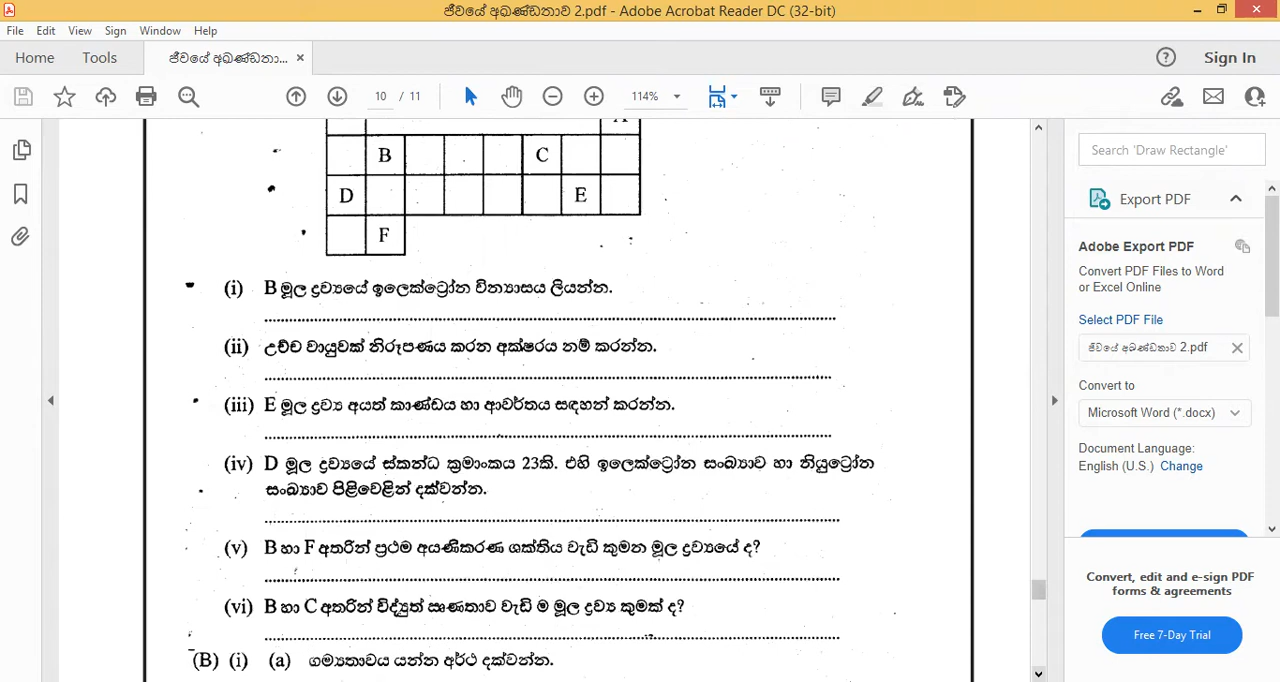 ජීවයේ අඛණ්ඩතාව 2.pdf - Adobe Acrobat Reader DC (32-bit)
File Edit View Sign Window Help
Home Tools ජීවයේ අඛණ්ඩතා... × Sign In
10 / 11 114%
A
B C
D E
F
(i) B මූල ද්‍රව්‍යයේ ඉලෙක්ට්‍රෝන වින්‍යාසය ලියන්න.
(ii) උච්ච වායුවක් නිරූපණය කරන අක්ෂරය නම් කරන්න.
(iii) E මූල ද්‍රව්‍ය අයත් කාණ්ඩය හා ආවර්තය සඳහන් කරන්න.
(iv) D මූල ද්‍රව්‍යයේ ස්කන්ධ ක්‍රමාංකය 23කි. එහි ඉලෙක්ට්‍රෝන සංඛ්‍යාව හා නියුට්‍රෝන
සංඛ්‍යාව පිළිවෙළින් දක්වන්න.
(v) B හා F අතරින් ප්‍රථම අයණිකරණ ශක්තිය වැඩි කුමන මූල ද්‍රව්‍යයේ ද?
(vi) B හා C අතරින් විද්‍යුත් ඍණතාව වැඩි ම මූල ද්‍රව්‍ය කුමක් ද?
(B) (i) (a) ගම්‍යතාවය යන්න අර්ථ දක්වන්න.
Search 'Draw Rectangle'
Export PDF
Adobe Export PDF
Convert PDF Files to Word
or Excel Online
Select PDF File
ජීවයේ අඛණ්ඩතාව 2.pdf
Convert to
Microsoft Word (*.docx)
Document Language:
English (U.S.) Change
Convert, edit and e-sign PDF
forms & agreements
Free 7-Day Trial